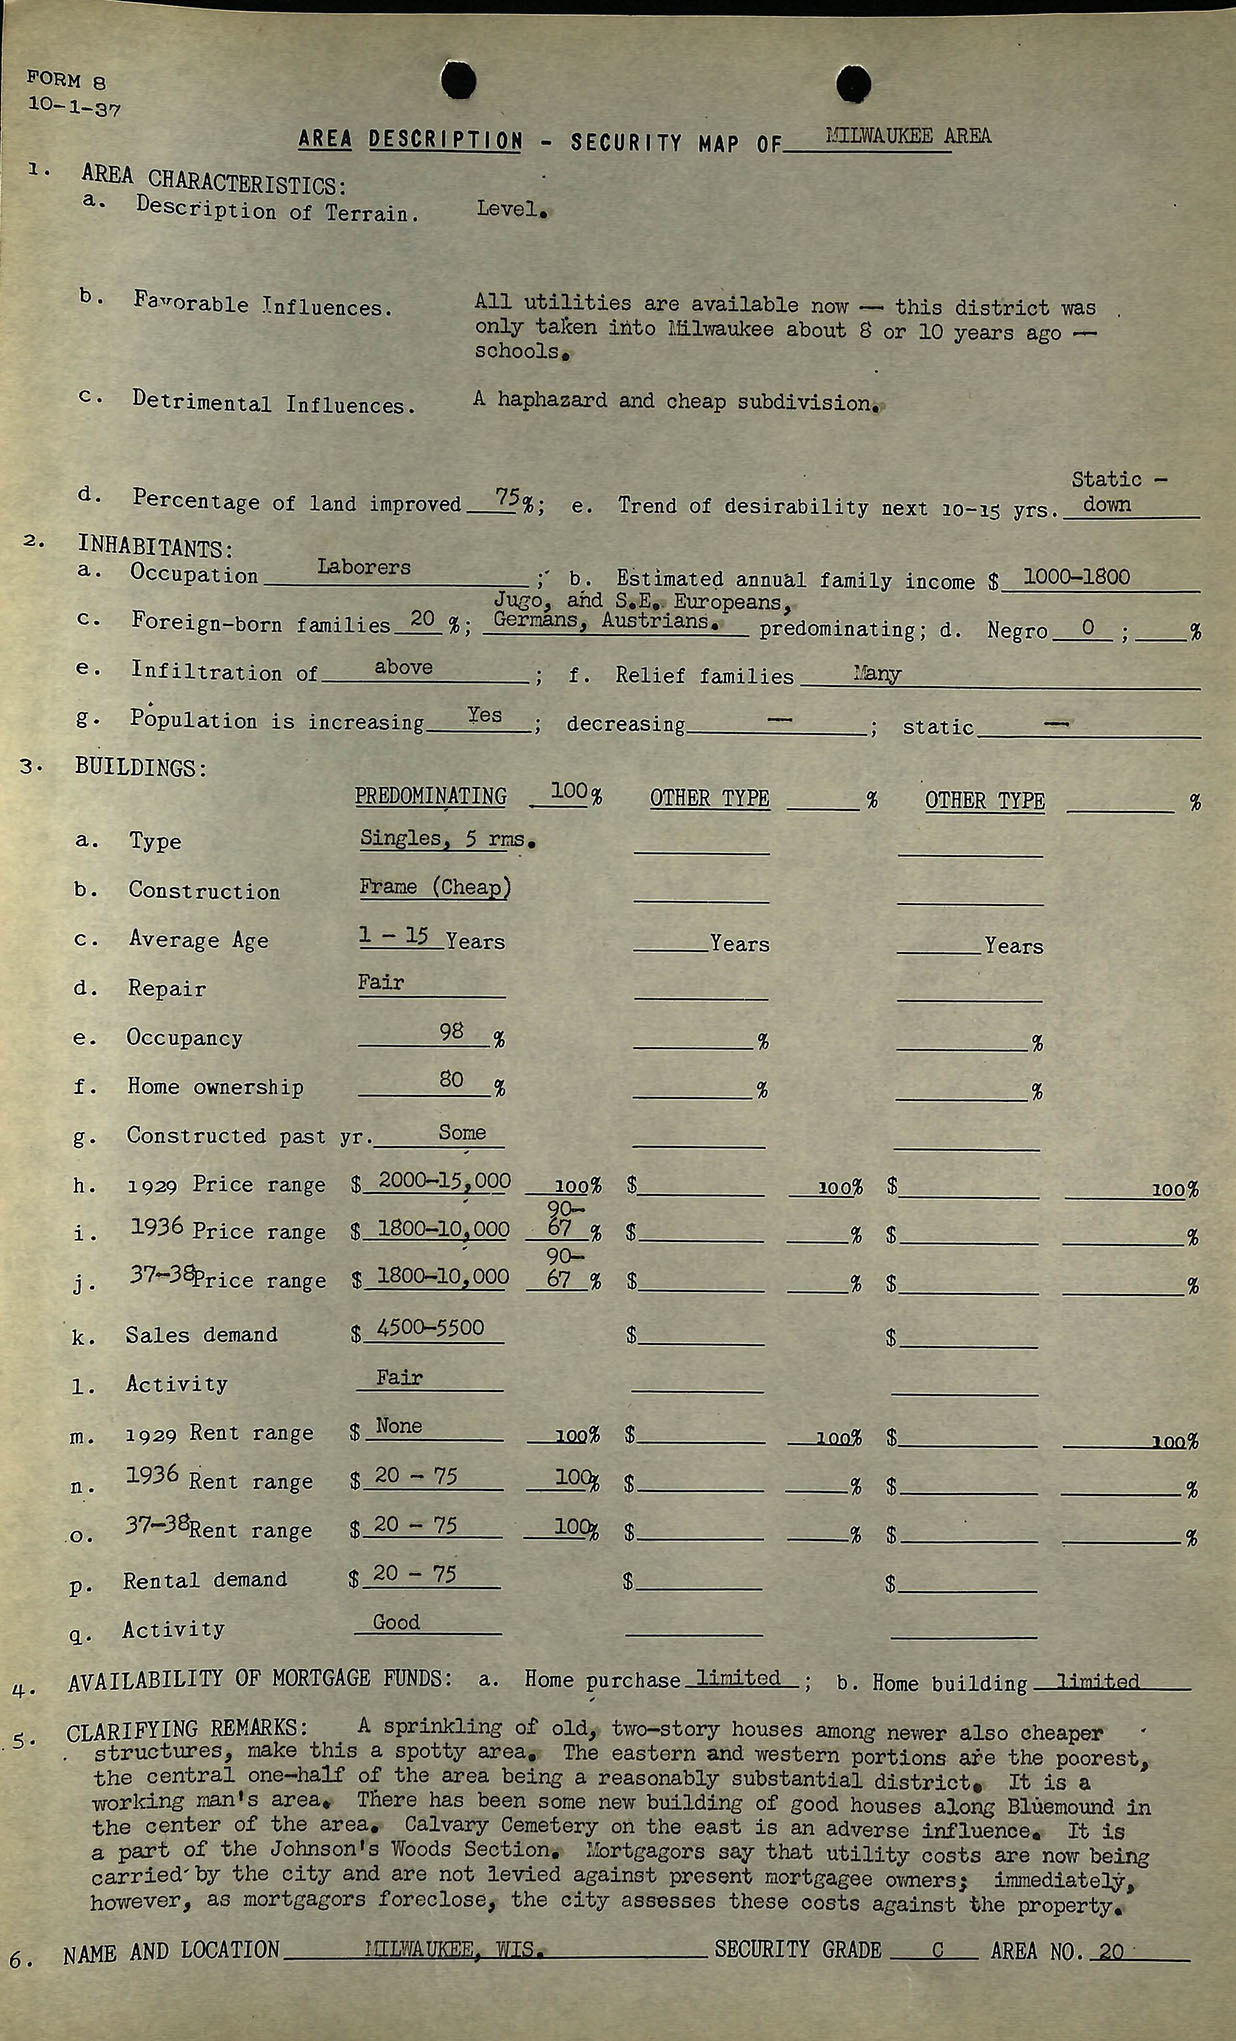 FORM 8
10-1-37
AREA DESCRIPTION - SECURITY MAP OF MILWAUKEE AREA
1. AREA CHARACTERISTICS:
a. Description of Terrain. Level.
b. Favorable Influences. All utilities are available now — this district was
only taken into Milwaukee about 8 or 10 years ago —
schools.
c. Detrimental Influences. A haphazard and cheap subdivision.
d. Percentage of land improved 75%; e. Trend of desirability next 10-15 yrs. Static - down
2. INHABITANTS:
a. Occupation Laborers; b. Estimated annual family income $ 1000-1800
c. Foreign-born families 20 %; Jugo, and S.E. Europeans, Germans, Austrians. predominating; d. Negro 0 ; %
e. Infiltration of above ; f. Relief families Many
g. Population is increasing Yes ; decreasing — ; static —
3. BUILDINGS:
PREDOMINATING 100% OTHER TYPE % OTHER TYPE %
a. Type Singles, 5 rms.
b. Construction Frame (Cheap)
c. Average Age 1 - 15 Years Years Years
d. Repair Fair
e. Occupancy 98 % % %
f. Home ownership 80 % % %
g. Constructed past yr. Some
h. 1929 Price range $ 2000-15,000 100% $ 100% $ 100%
i. 1936 Price range $ 1800-10,000 90-67 % $ % $ %
j. 37-38 Price range $ 1800-10,000 90-67 % $ % $ %
k. Sales demand $ 4500-5500 $ $
l. Activity Fair
m. 1929 Rent range $ None 100% $ 100% $ 100%
n. 1936 Rent range $ 20 - 75 100% $ % $ %
o. 37-38 Rent range $ 20 - 75 100% $ % $ %
p. Rental demand $ 20 - 75 $ $
q. Activity Good
4. AVAILABILITY OF MORTGAGE FUNDS: a. Home purchase limited ; b. Home building limited
5. CLARIFYING REMARKS: A sprinkling of old, two-story houses among newer also cheaper
structures, make this a spotty area. The eastern and western portions are the poorest,
the central one-half of the area being a reasonably substantial district. It is a
working man's area. There has been some new building of good houses along Bluemound in
the center of the area. Calvary Cemetery on the east is an adverse influence. It is
a part of the Johnson's Woods Section. Mortgagors say that utility costs are now being
carried by the city and are not levied against present mortgagee owners; immediately,
however, as mortgagors foreclose, the city assesses these costs against the property.
6. NAME AND LOCATION MILWAUKEE, WIS. SECURITY GRADE C AREA NO. 20